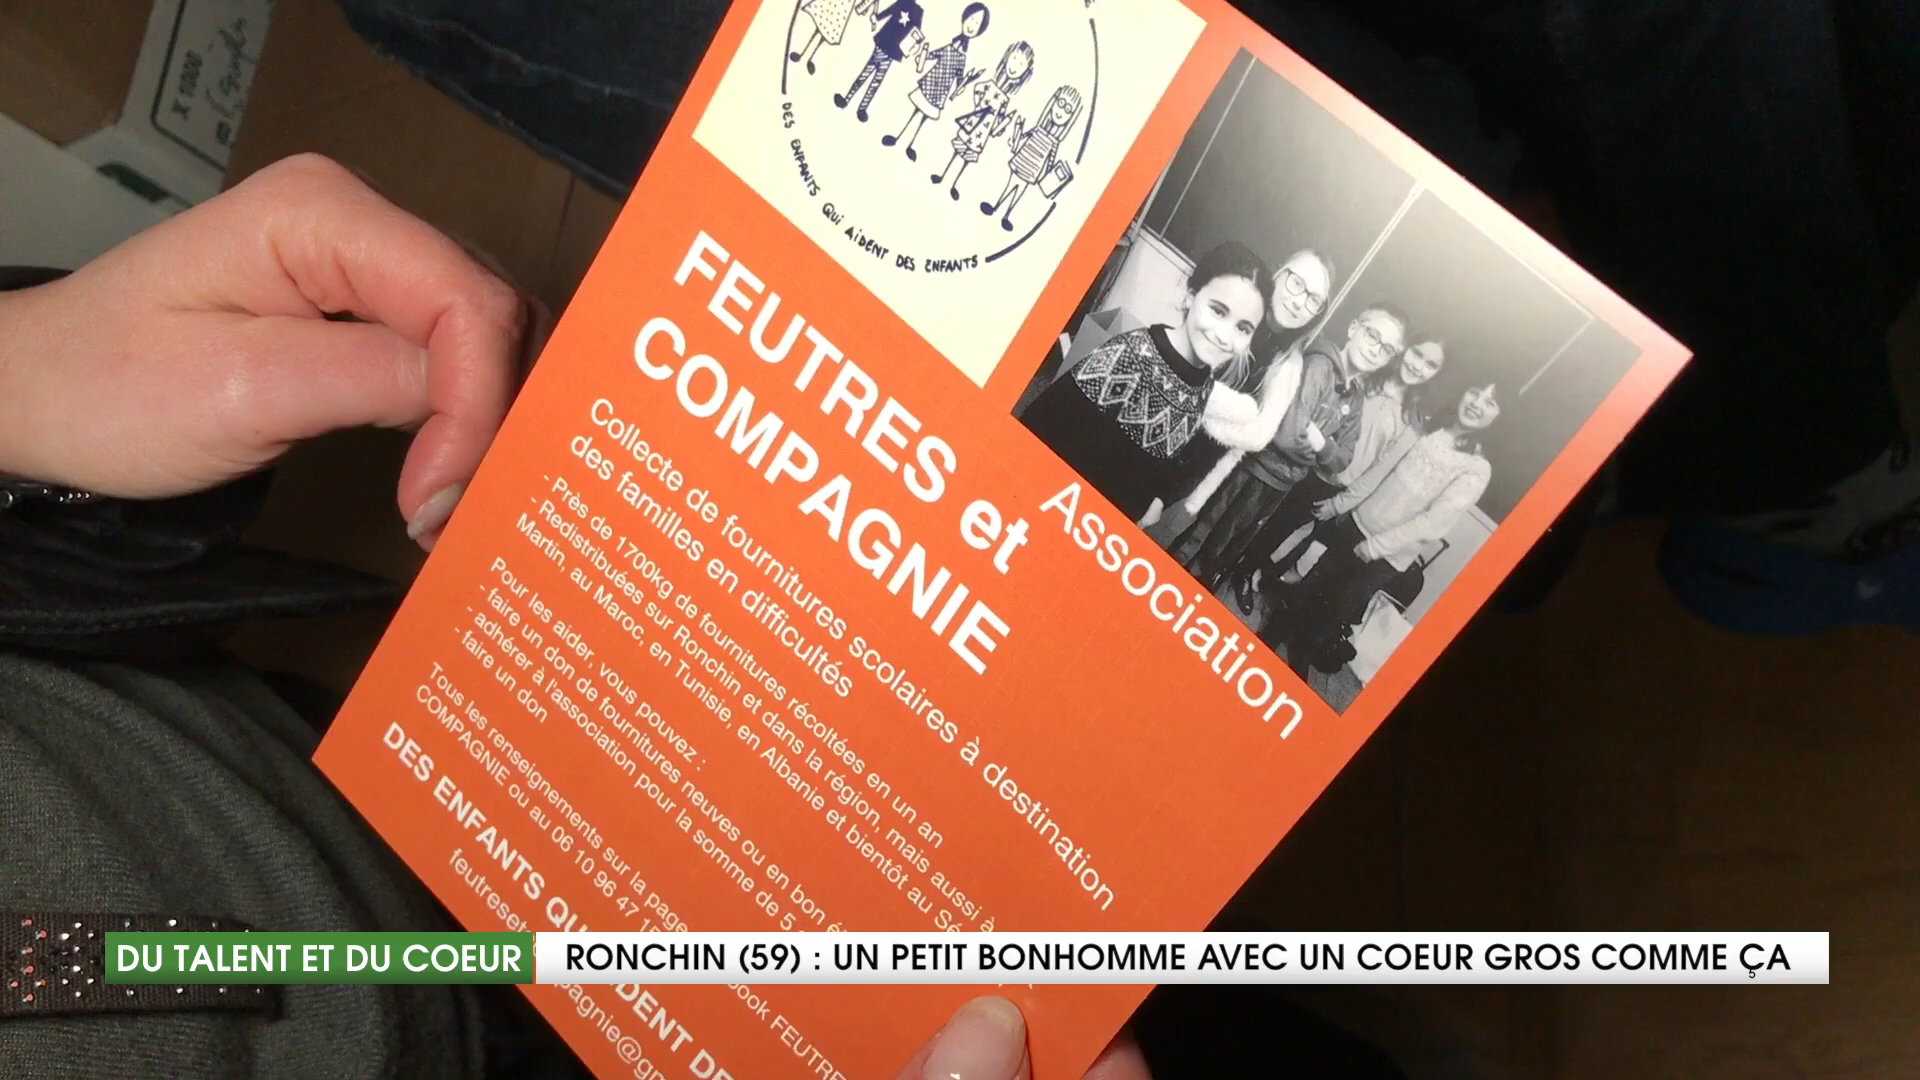 X 1000
DES ENFANTS QUI AIDENT DES ENFANTS
Association
FEUTRES et
COMPAGNIE
Collecte de fournitures scolaires à destination
des familles en difficultés
- Près de 1700kg de fournitures récoltées en un an
- Redistribuées sur Ronchin et dans la région, mais aussi à
Martin, au Maroc, en Tunisie, en Albanie et bientôt au
Pour les aider, vous pouvez :
- faire un don de fournitures neuves ou en bon
- adhérer à l'association pour la somme de 5
- faire un don
Tous les renseignements sur la page
COMPAGNIE ou au 06 10 96 47
DES ENFANTS
DU TALENT ET DU COEUR
RONCHIN (59) : UN PETIT BONHOMME AVEC UN COEUR GROS COMME ÇA